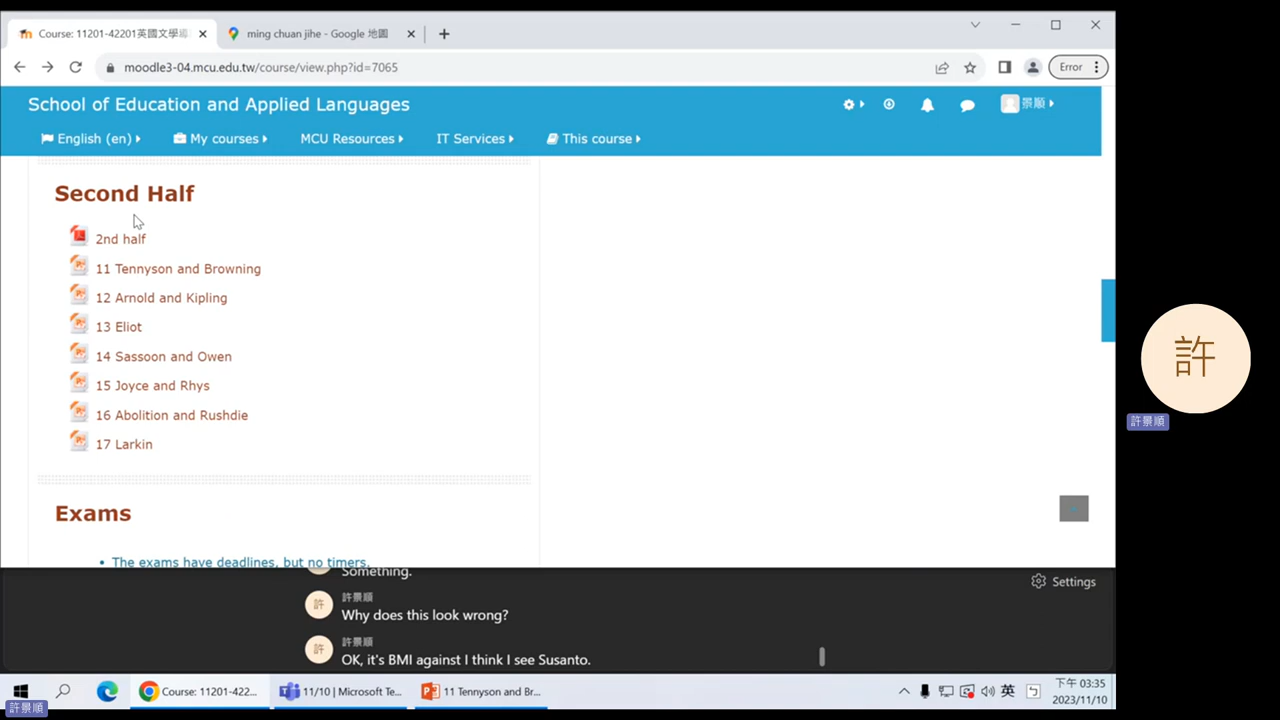 Course: 11201-42201英國文學導
ming chuan jihe - Google 地圖
moodle3-04.mcu.edu.tw/course/view.php?id=7065
Error
School of Education and Applied Languages
景順
English (en)
My courses
MCU Resources
IT Services
This course
Second Half
2nd half
11 Tennyson and Browning
12 Arnold and Kipling
13 Eliot
14 Sassoon and Owen
15 Joyce and Rhys
16 Abolition and Rushdie
17 Larkin
Exams
• The exams have deadlines, but no timers.
許
許景順
Something.
Settings
許
許景順
Why does this look wrong?
許
許景順
OK, it's BMI against I think I see Susanto.
Course: 11201-422...
11/10 | Microsoft Te...
11 Tennyson and Br...
英
下午 03:35
2023/11/10
許景順